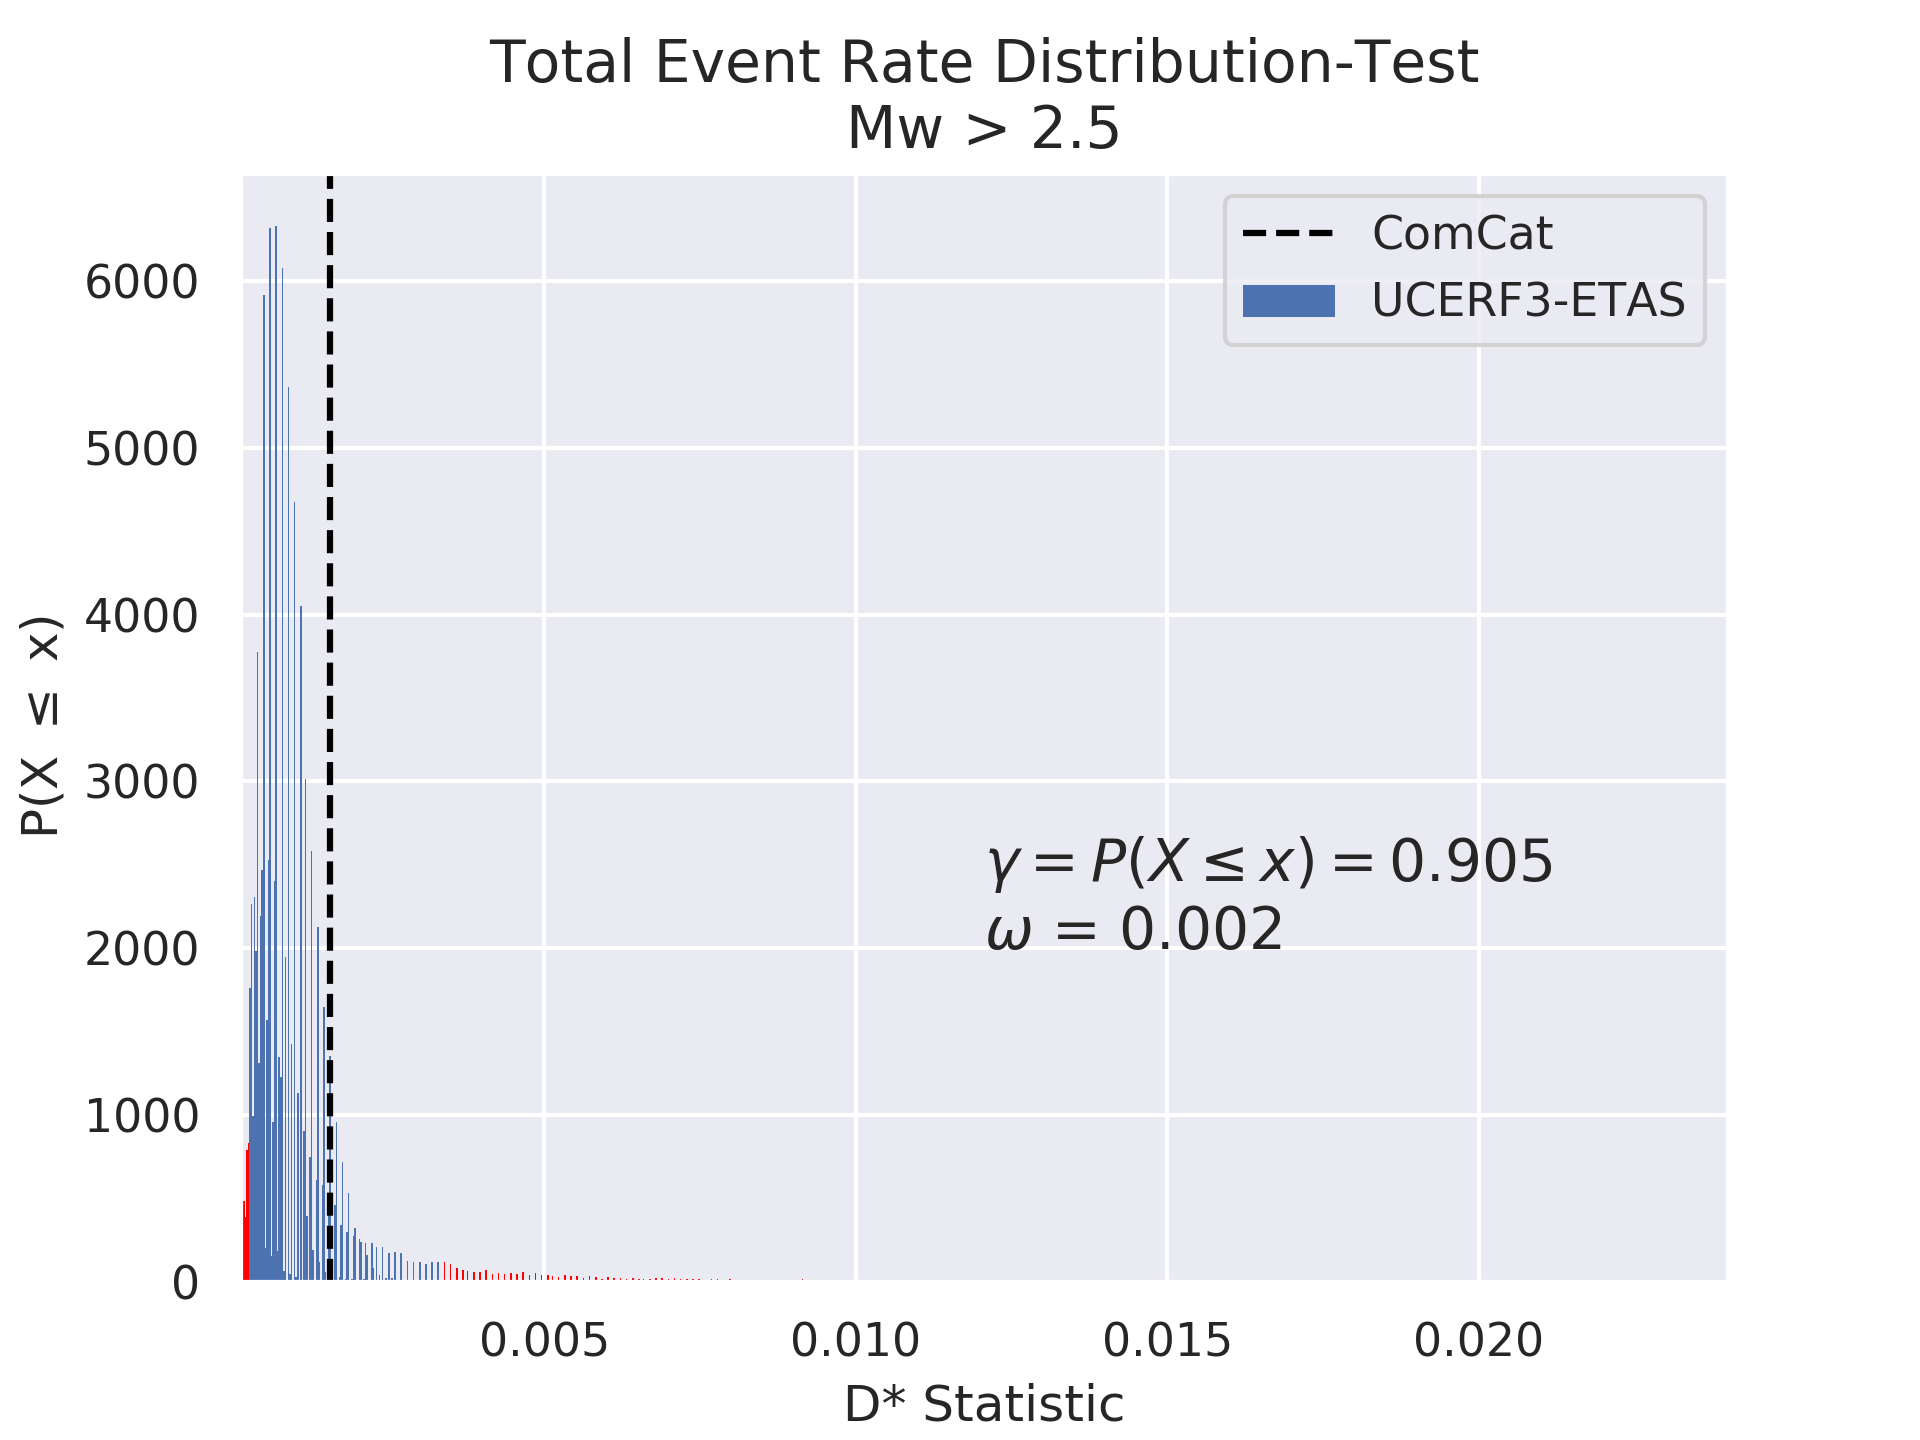 Total Event Rate Distribution-Test
Mw > 2.5
ComCat
UCERF3-ETAS
6000
5000
4000
3000
2000
1000
0
P(X ≤ x)
γ = P(X ≤ x) = 0.905
ω = 0.002
0.005 0.010 0.015 0.020
D* Statistic